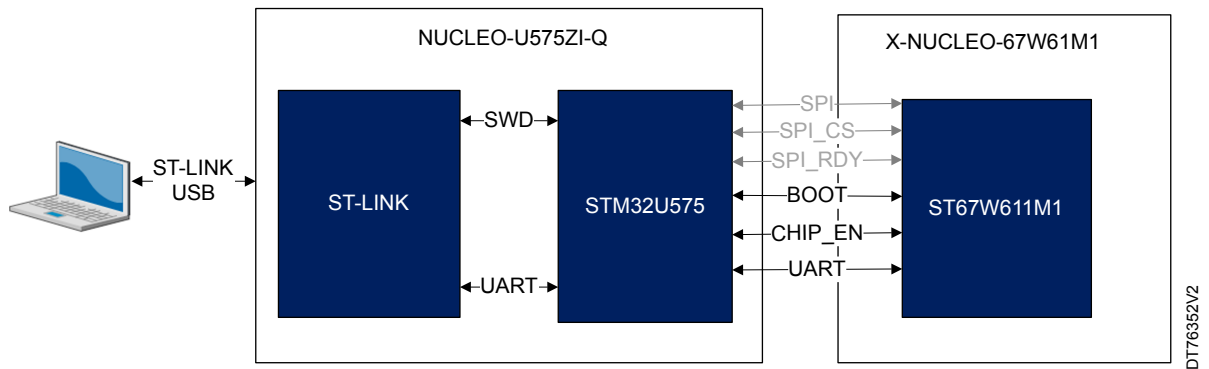 NUCLEO-U575ZI-Q
X-NUCLEO-67W61M1
ST-LINK
USB
ST-LINK
SWD
UART
STM32U575
SPI
SPI_CS
SPI_RDY
BOOT
CHIP_EN
UART
ST67W611M1
DT76352V2